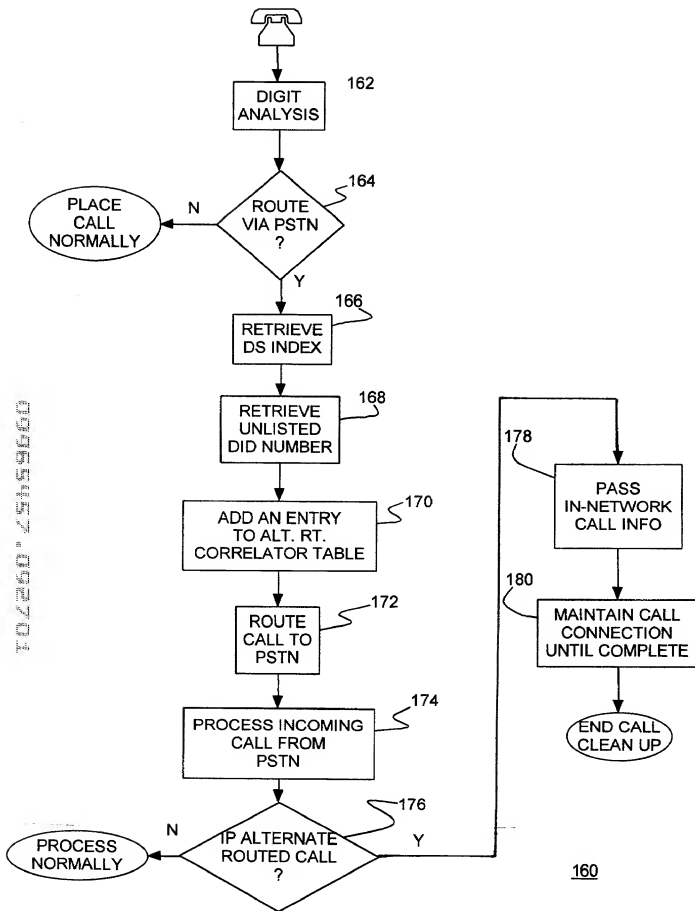 162
DIGIT
ANALYSIS
164
ROUTE
VIA PSTN
?
N
PLACE
CALL
NORMALLY
Y
166
RETRIEVE
DS INDEX
168
RETRIEVE
UNLISTED
DID NUMBER
170
ADD AN ENTRY
TO ALT. RT.
CORRELATOR TABLE
172
ROUTE
CALL TO
PSTN
174
PROCESS INCOMING
CALL FROM
PSTN
176
IP ALTERNATE
ROUTED CALL
?
N
PROCESS
NORMALLY
Y
178
PASS
IN-NETWORK
CALL INFO
180
MAINTAIN CALL
CONNECTION
UNTIL COMPLETE
END CALL
CLEAN UP
160